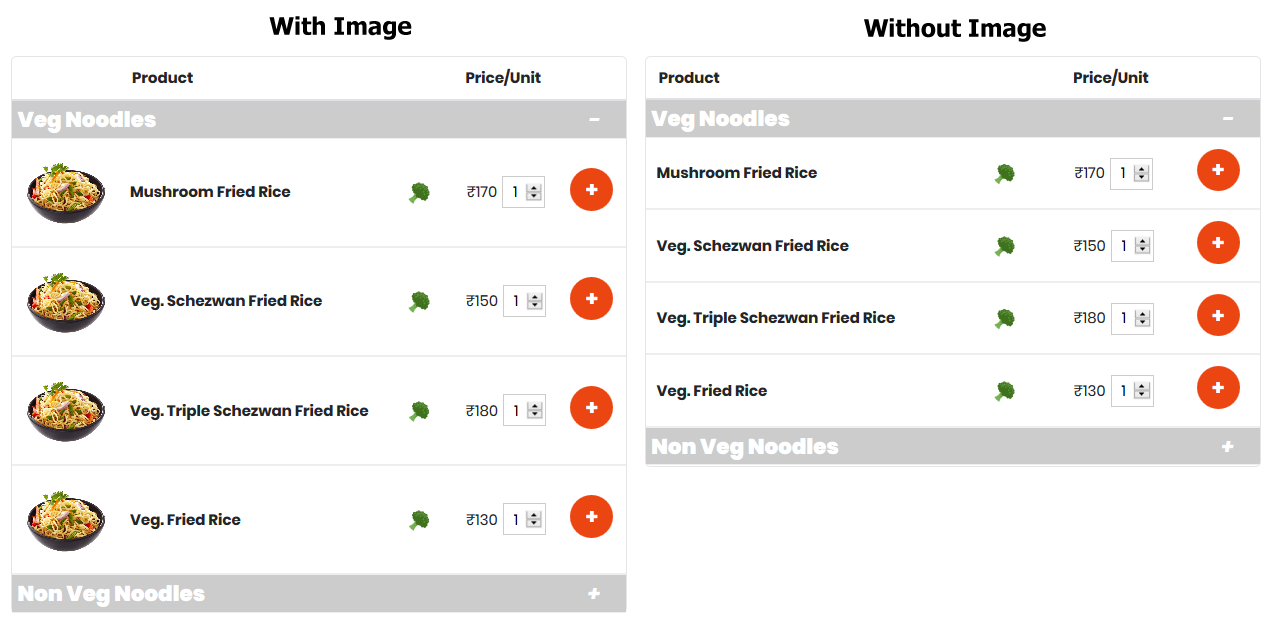 With Image
Product Price/Unit
Veg Noodles −
Mushroom Fried Rice ₹170 1 +
Veg. Schezwan Fried Rice ₹150 1 +
Veg. Triple Schezwan Fried Rice ₹180 1 +
Veg. Fried Rice ₹130 1 +
Non Veg Noodles +
Without Image
Product Price/Unit
Veg Noodles −
Mushroom Fried Rice ₹170 1 +
Veg. Schezwan Fried Rice ₹150 1 +
Veg. Triple Schezwan Fried Rice ₹180 1 +
Veg. Fried Rice ₹130 1 +
Non Veg Noodles +